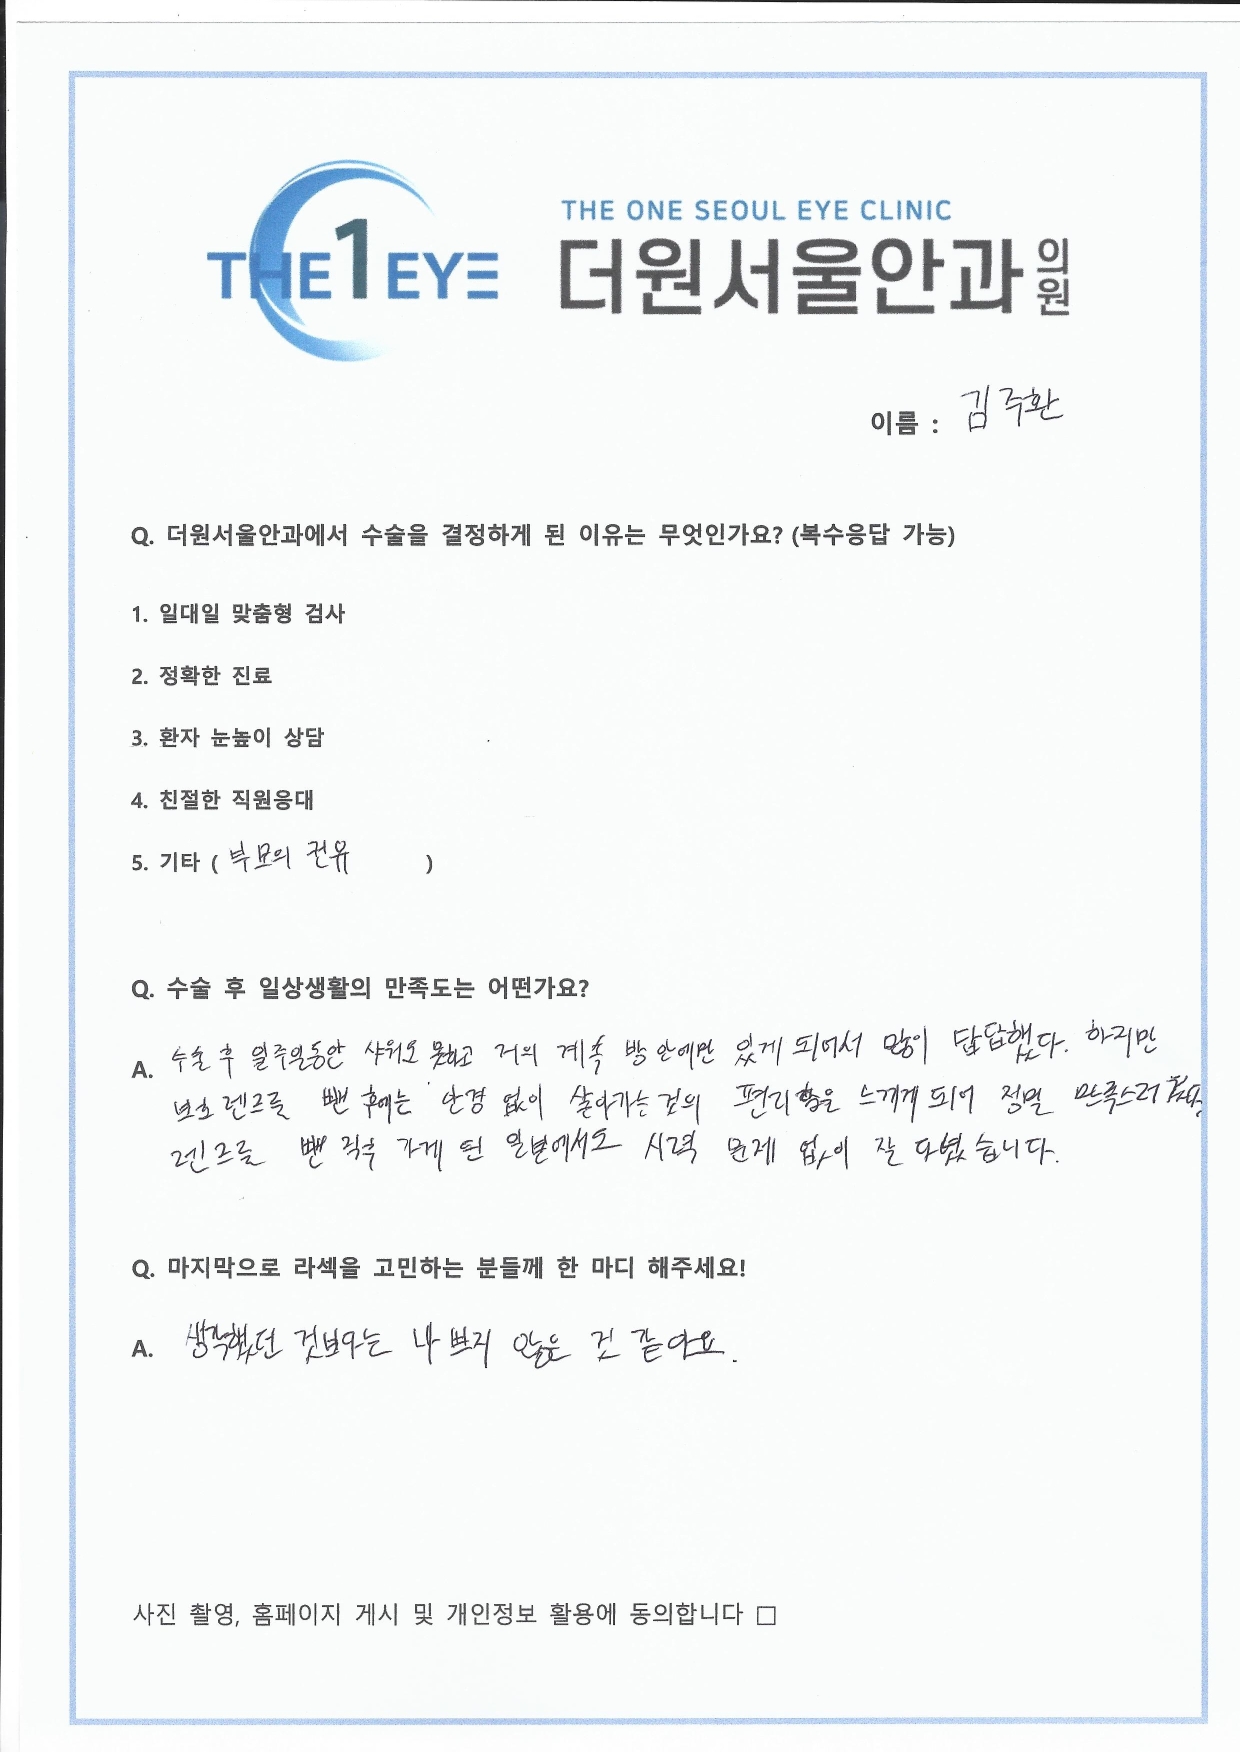 THE1EYE
THE ONE SEOUL EYE CLINIC
더원서울안과의원
이름 : 김주환
Q. 더원서울안과에서 수술을 결정하게 된 이유는 무엇인가요? (복수응답 가능)
1. 일대일 맞춤형 검사
2. 정확한 진료
3. 환자 눈높이 상담
4. 친절한 직원응대
5. 기타 ( 부모의 권유 )
Q. 수술 후 일상생활의 만족도는 어떤가요?
A. 수술 후 일주일동안 샤워도 못하고 거의 계속 방 안에만 있게 되어서 많이 답답했다. 하지만
보호 렌즈를 뺀 후에는 안경 없이 살아가는 것의 편리함을 느끼게 되어 정말 만족스러
렌즈를 뺀 직후 가게 된 일본에서도 시력 문제 없이 잘 다녔습니다.
Q. 마지막으로 라섹을 고민하는 분들께 한 마디 해주세요!
A. 생각했던 것보다는 나쁘지 않은 것 같아요.
사진 촬영, 홈페이지 게시 및 개인정보 활용에 동의합니다 □